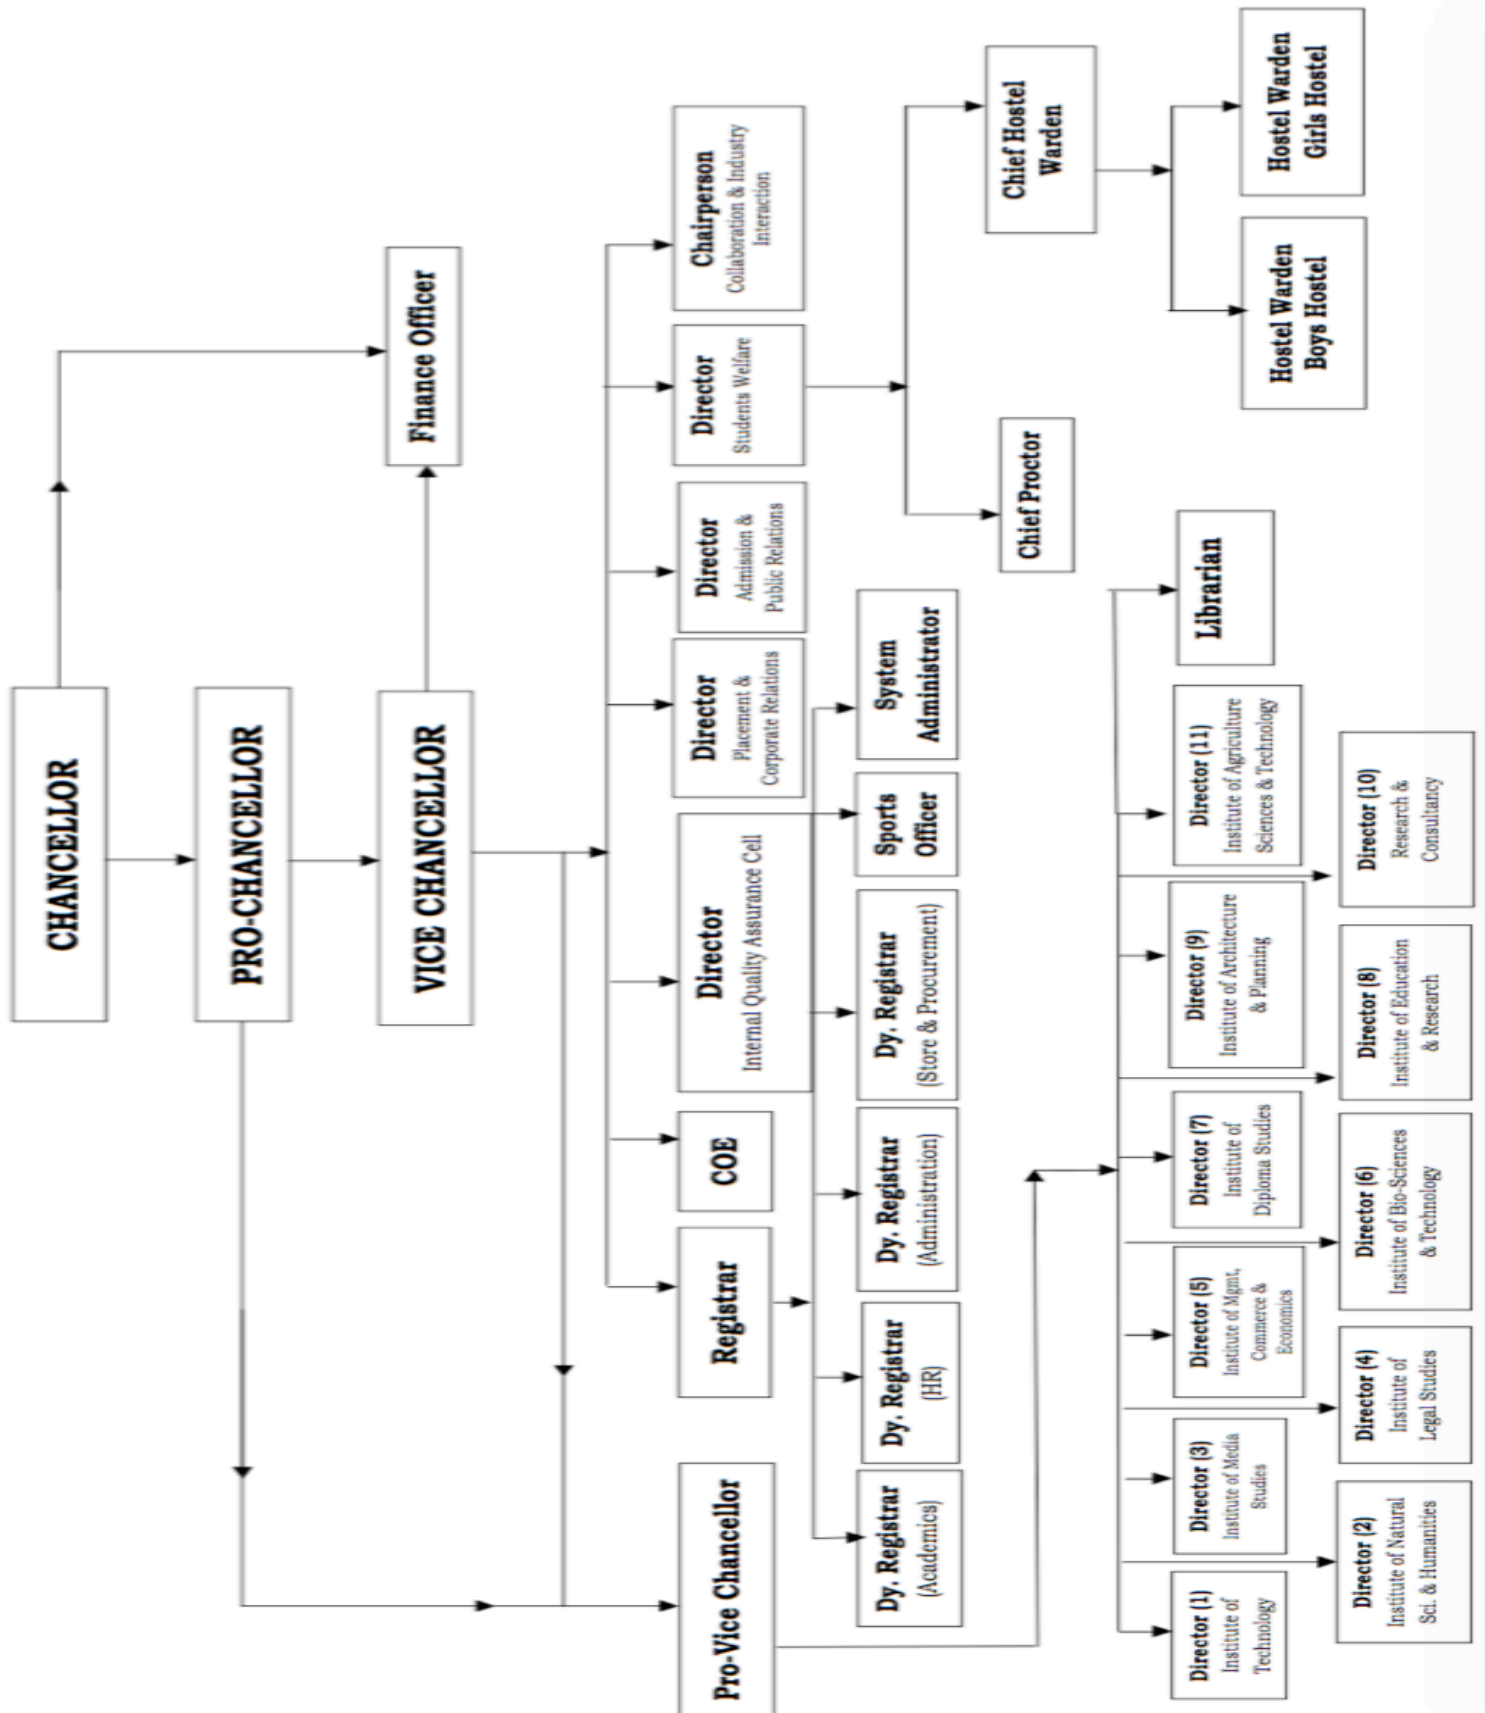 CHANCELLOR
PRO-CHANCELLOR
VICE CHANCELLOR
Finance Officer
Pro-Vice Chancellor
Registrar
COE
Director
Internal Quality Assurance Cell
Director
Placement &
Corporate Relations
Director
Admission &
Public Relations
Director
Students Welfare
Chairperson
Collaboration & Industry
Interaction
Dy. Registrar
(Academics)
Dy. Registrar
(HR)
Dy. Registrar
(Administration)
Dy. Registrar
(Store & Procurement)
Sports
Officer
System
Administrator
Chief Proctor
Chief Hostel
Warden
Hostel Warden
Boys Hostel
Hostel Warden
Girls Hostel
Director (1)
Institute of
Technology
Director (3)
Institute of Media
Studies
Director (5)
Institute of Mgmt,
Commerce &
Economics
Director (7)
Institute of
Diploma Studies
Director (9)
Institute of Architecture
& Planning
Director (11)
Institute of Agriculture
Sciences & Technology
Librarian
Director (2)
Institute of Natural
Sci. & Humanities
Director (4)
Institute of
Legal Studies
Director (6)
Institute of Bio-Sciences
& Technology
Director (8)
Institute of Education
& Research
Director (10)
Research &
Consultancy